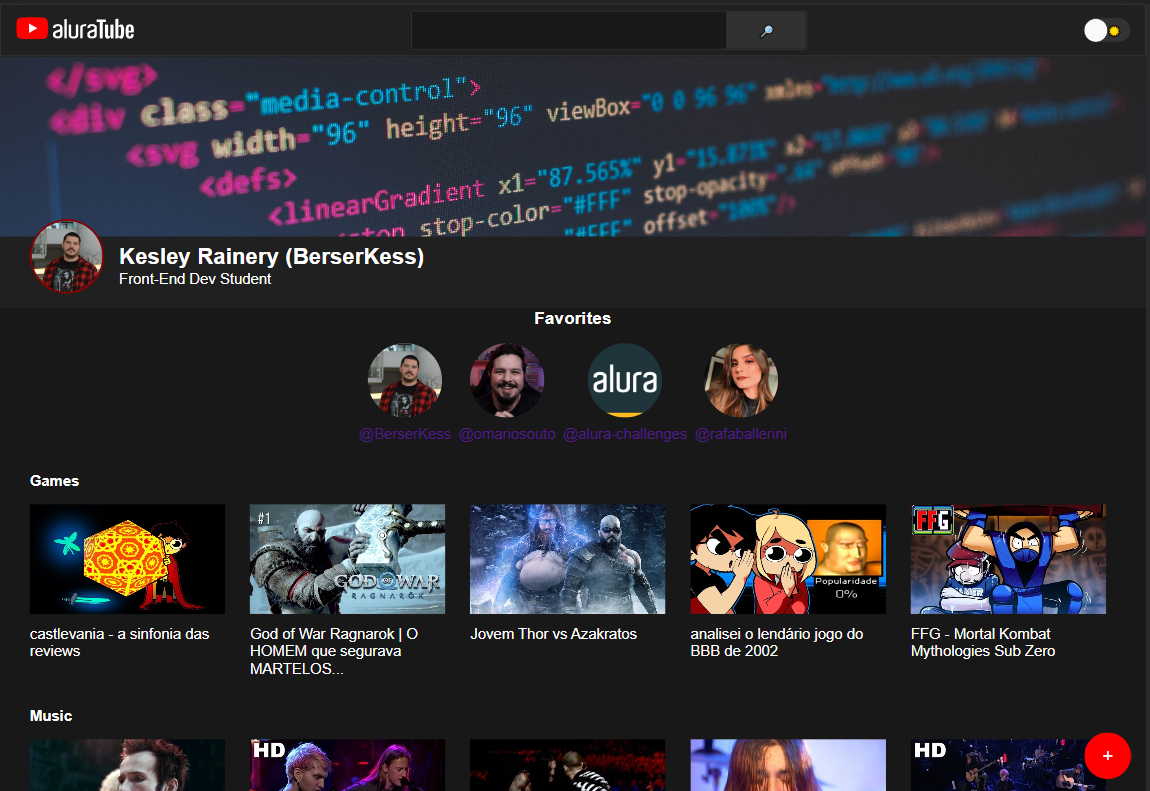 aluraTube
</svg>
<div class="media-control">
<svg width="96" height="96" viewBox="0 0 96 96"
<defs>
<linearGradient x1="87.565%" y1="15.873%"
stop-color="#FFF" stop-opacity=
"#FFF" offset="100%"/>
Kesley Rainery (BerserKess)
Front-End Dev Student
Favorites
alura
@BerserKess @omariosouto @alura-challenges @rafaballerini
Games
#1
GOD OF WAR
RAGNARÖK
Popularidade
0%
FFG
castlevania - a sinfonia das
reviews
God of War Ragnarok | O
HOMEM que segurava
MARTELOS...
Jovem Thor vs Azakratos
analisei o lendário jogo do
BBB de 2002
FFG - Mortal Kombat
Mythologies Sub Zero
Music
HD
HD
+